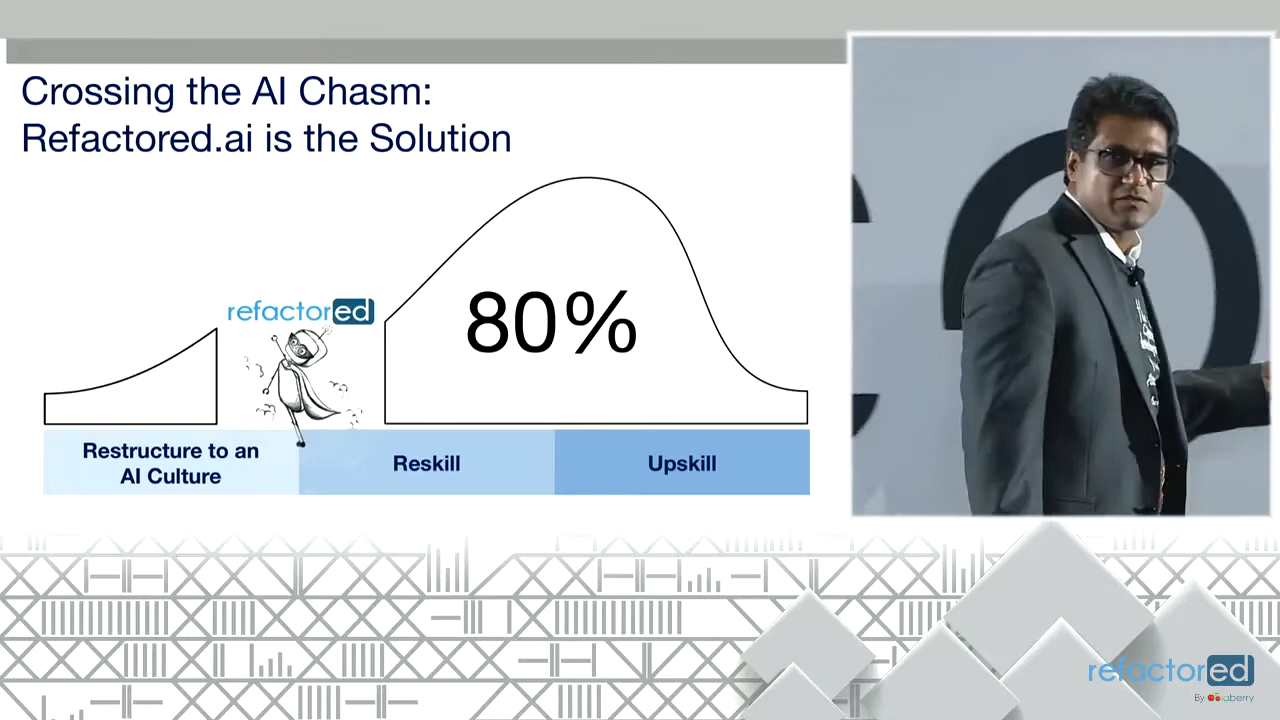 Crossing the AI Chasm:
Refactored.ai is the Solution
refactored
80%
Restructure to an
AI Culture
Reskill
Upskill
refactored